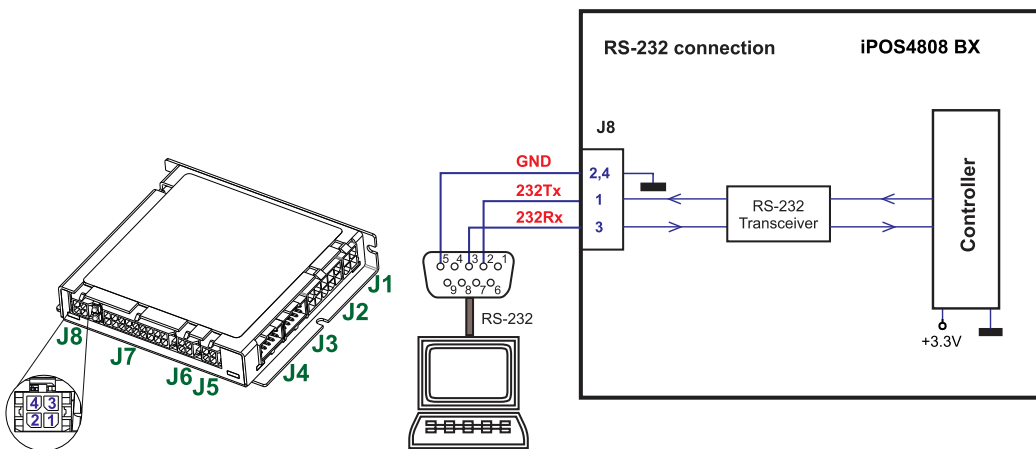 RS-232 connection
iPOS4808 BX
J8
GND
2,4
232Tx
1
232Rx
3
RS-232
Transceiver
Controller
+3.3V
5 4 3 2 1
9 8 7 6
RS-232
J1
J2
J3
J4
J5
J6
J7
J8
4 3
2 1